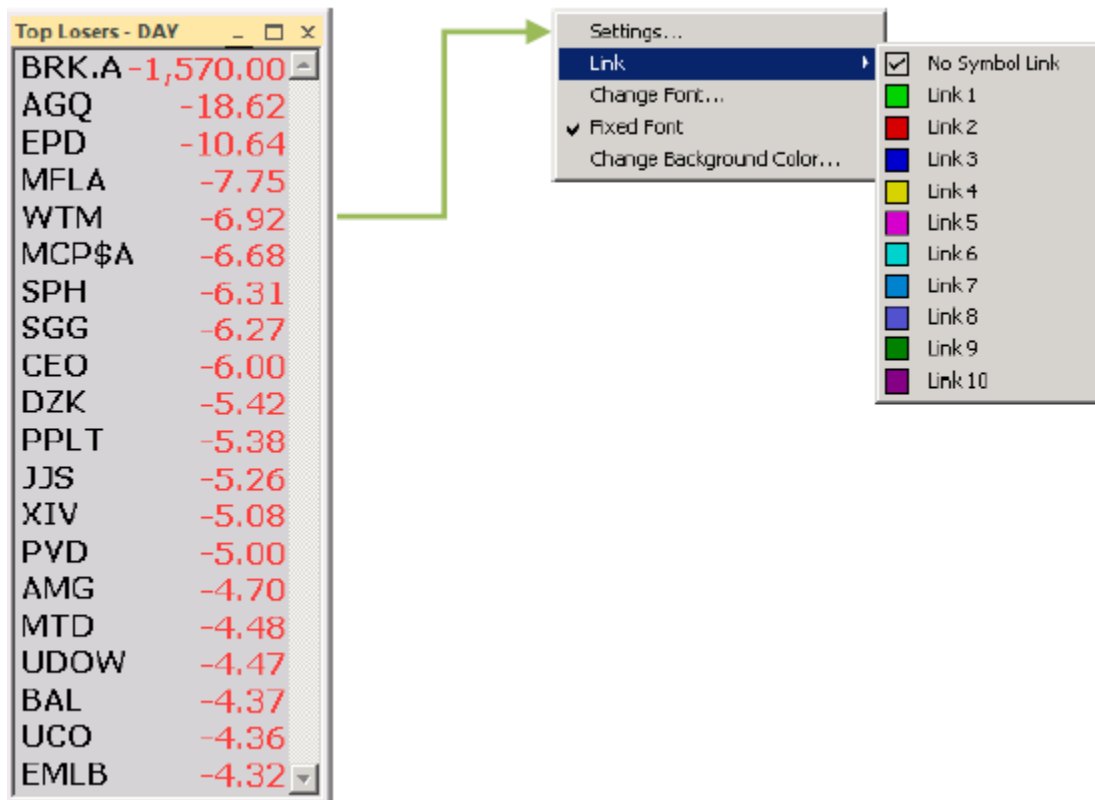 Top Losers - DAY
BRK.A -1,570.00
AGQ -18.62
EPD -10.64
MFLA -7.75
WTM -6.92
MCP$A -6.68
SPH -6.31
SGG -6.27
CEO -6.00
DZK -5.42
PPLT -5.38
JJS -5.26
XIV -5.08
PVD -5.00
AMG -4.70
MTD -4.48
UDOW -4.47
BAL -4.37
UCO -4.36
EMLB -4.32
Settings...
Link
Change Font...
Fixed Font
Change Background Color...
No Symbol Link
Link 1
Link 2
Link 3
Link 4
Link 5
Link 6
Link 7
Link 8
Link 9
Link 10